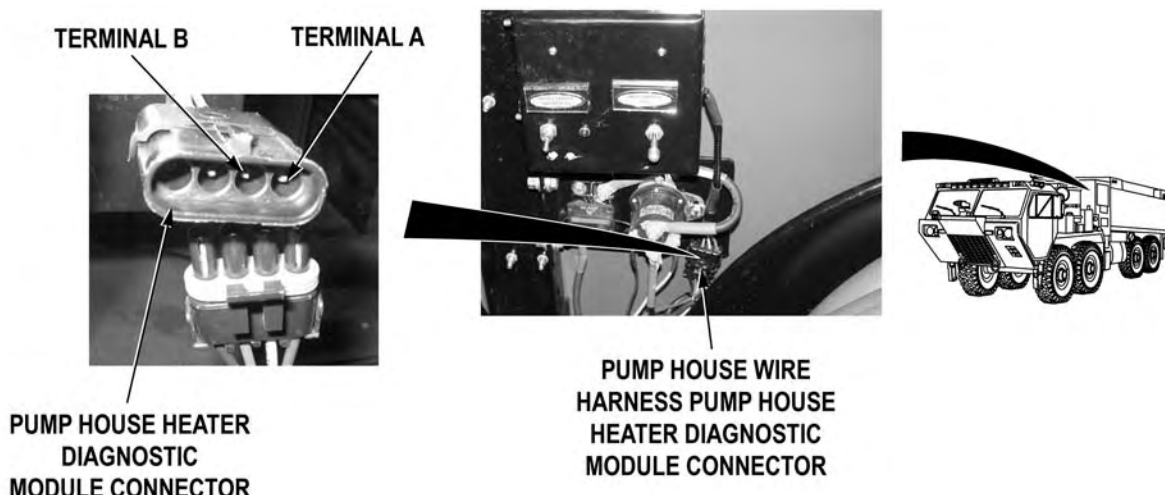 TERMINAL B
TERMINAL A
PUMP HOUSE HEATER
DIAGNOSTIC
MODULE CONNECTOR
PUMP HOUSE WIRE
HARNESS PUMP HOUSE
HEATER DIAGNOSTIC
MODULE CONNECTOR